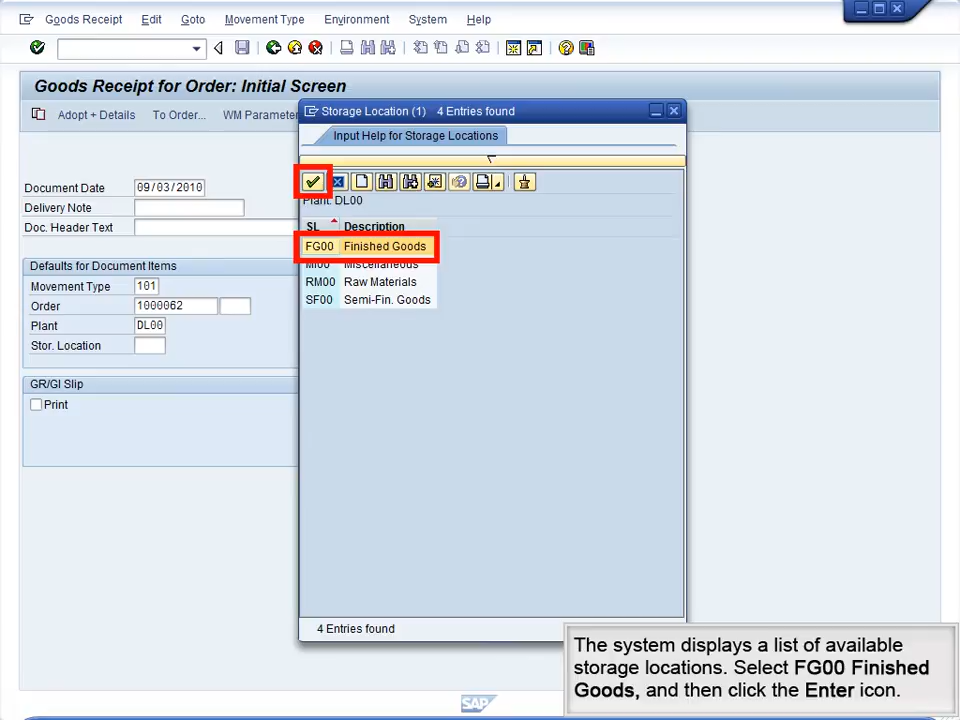 Goods Receipt Edit Goto Movement Type Environment System Help
Goods Receipt for Order: Initial Screen
Adopt + Details To Order... WM Parameter
Storage Location (1) 4 Entries found
Input Help for Storage Locations
Plant: DL00
SL Description
FG00 Finished Goods
MI00 Miscellaneous
RM00 Raw Materials
SF00 Semi-Fin. Goods
4 Entries found
Document Date 09/03/2010
Delivery Note
Doc. Header Text
Defaults for Document Items
Movement Type 101
Order 1000062
Plant DL00
Stor. Location
GR/GI Slip
Print
The system displays a list of available
storage locations. Select FG00 Finished
Goods, and then click the Enter icon.
SAP